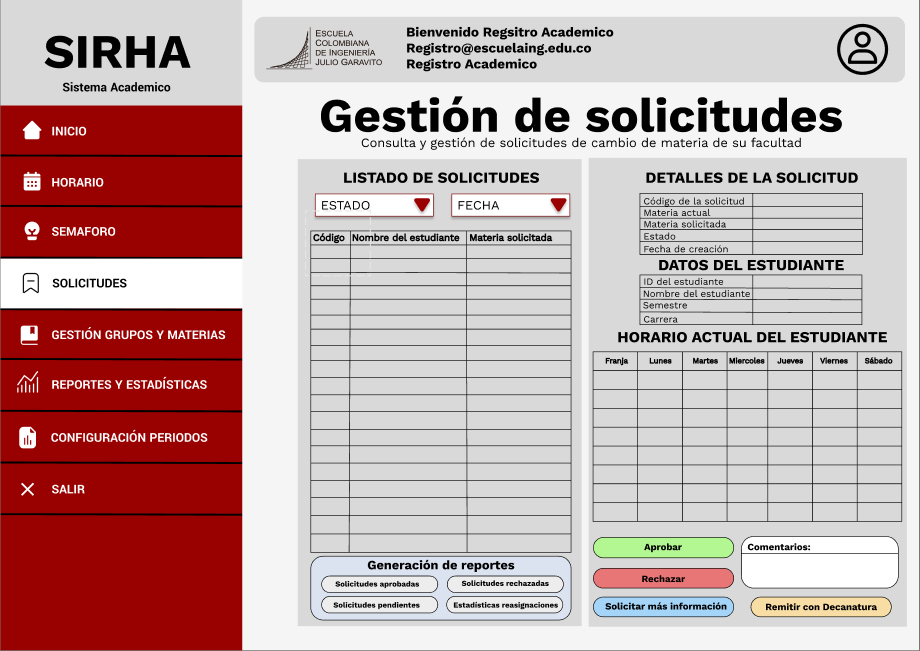 SIRHA
Sistema Academico
INICIO
HORARIO
SEMAFORO
SOLICITUDES
GESTIÓN GRUPOS Y MATERIAS
REPORTES Y ESTADÍSTICAS
CONFIGURACIÓN PERIODOS
SALIR
ESCUELA
COLOMBIANA
DE INGENIERÍA
JULIO GARAVITO
Bienvenido Regsitro Academico
Registro@escuelaing.edu.co
Registro Academico
Gestión de solicitudes
Consulta y gestión de solicitudes de cambio de materia de su facultad
LISTADO DE SOLICITUDES
ESTADO FECHA
Código Nombre del estudiante Materia solicitada
Generación de reportes
Solicitudes aprobadas Solicitudes rechazadas
Solicitudes pendientes Estadísticas reasignaciones
DETALLES DE LA SOLICITUD
Código de la solicitud
Materia actual
Materia solicitada
Estado
Fecha de creación
DATOS DEL ESTUDIANTE
ID del estudiante
Nombre del estudiante
Semestre
Carrera
HORARIO ACTUAL DEL ESTUDIANTE
Franja Lunes Martes Miercoles Jueves Viernes Sábado
Aprobar
Rechazar
Solicitar más información
Comentarios:
Remitir con Decanatura